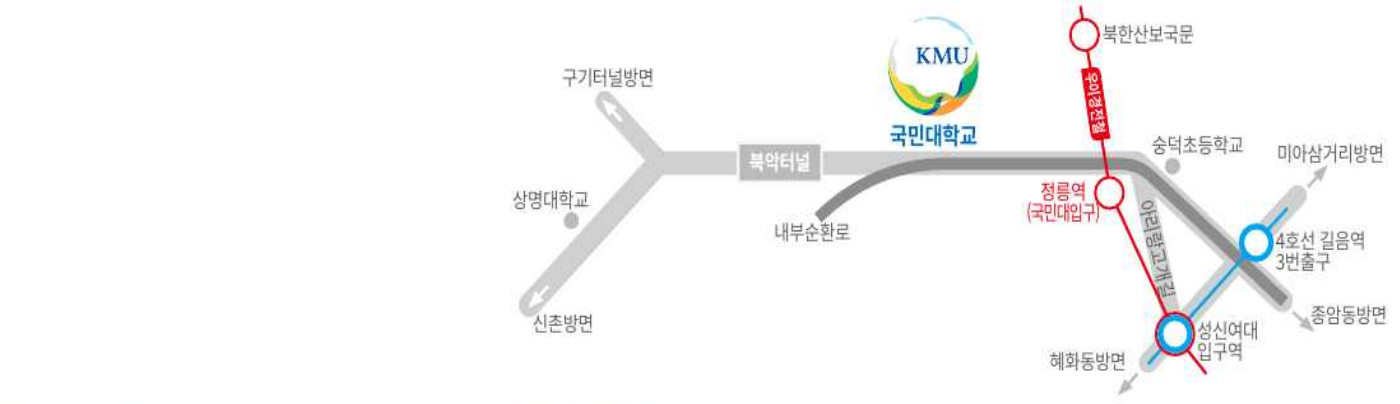 북한산보국문
KMU
구기터널방면
우이경전철
국민대학교
숭덕초등학교
미아삼거리방면
북악터널
정릉역
(국민대입구)
상명대학교
아리랑고개길
내부순환로
4호선 길음역
3번출구
신촌방면
종암동방면
성신여대
입구역
혜화동방면